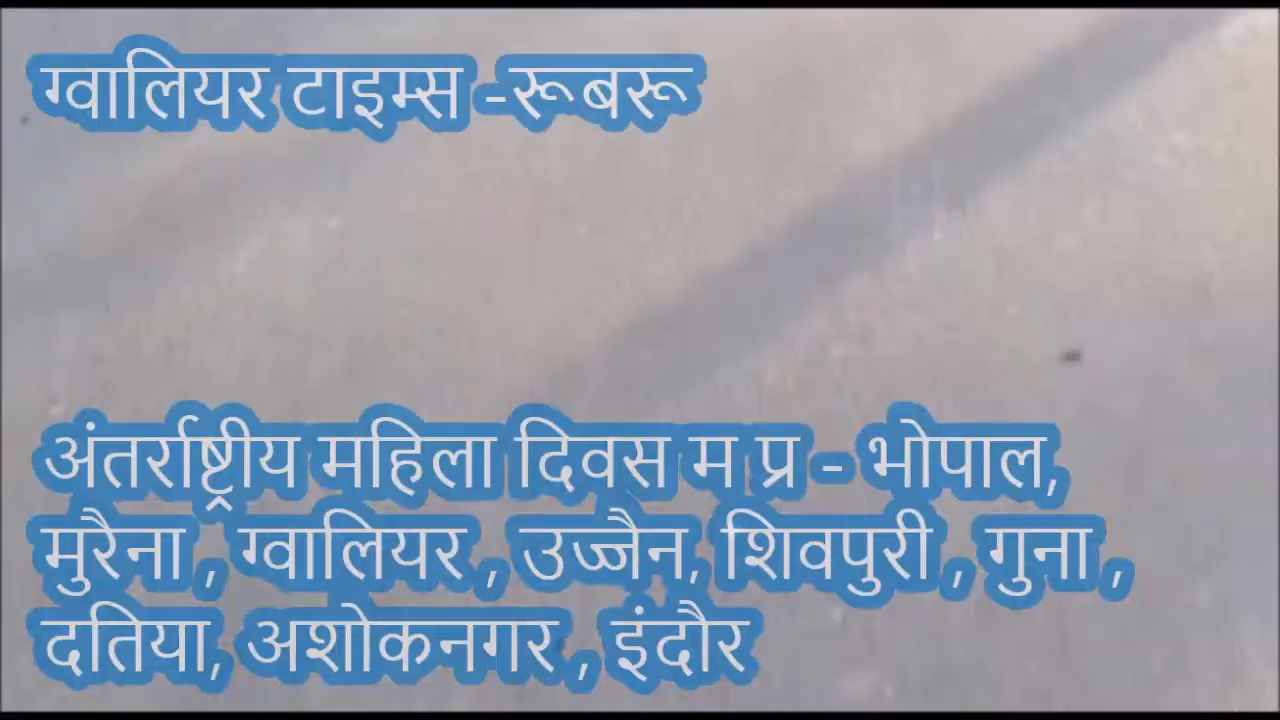 ग्वालियर टाइम्स -रूबरू
अंतर्राष्ट्रीय महिला दिवस म प्र - भोपाल,
मुरैना , ग्वालियर , उज्जैन, शिवपुरी , गुना ,
दतिया, अशोकनगर , इंदौर